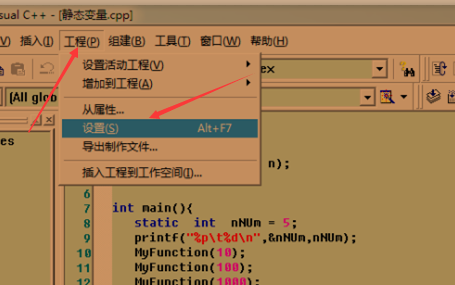 sual C++ - [静态变量.cpp]
(V) 插入(I) 工程(P) 组建(B) 工具(T) 窗口(W) 帮助(H)
设置活动工程(V)
增加到工程(A)
ex
从属性...
[All glob
设置(S) Alt+F7
导出制作文件...
es
插入工程到工作空间(I)...
n);
6
7 int main(){
8 static int nNUm = 5;
9 printf("%p\t%d\n",&nNUm,nNUm);
10 MyFunction(10);
11 MyFunction(100);
12 MyFunction(1000);